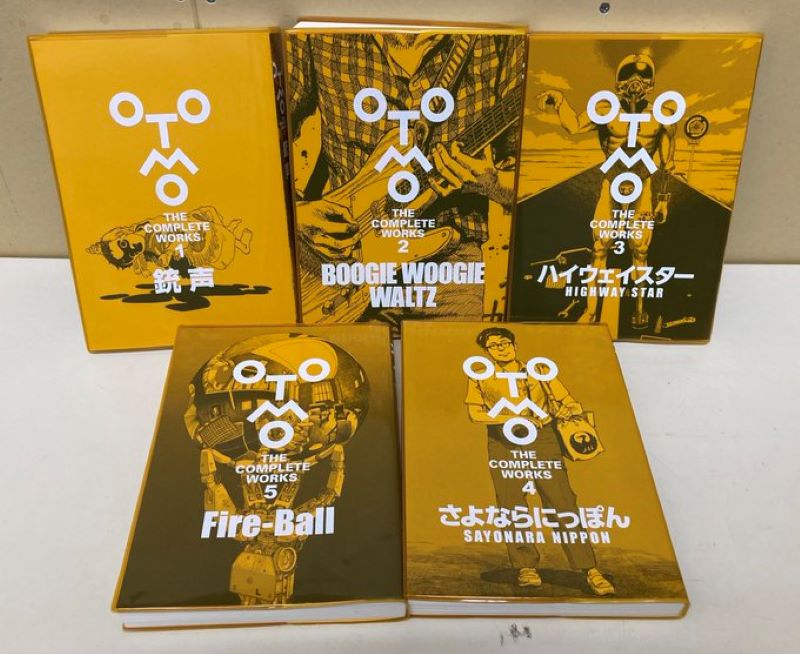 OTOMO
THE
COMPLETE
WORKS
1
銃声
OTOMO
THE
COMPLETE
WORKS
2
BOOGIE WOOGIE
WALTZ
OTOMO
THE
COMPLETE
WORKS
3
ハイウェイスター
HIGHWAY STAR
OTOMO
THE
COMPLETE
WORKS
5
Fire-Ball
OTOMO
THE
COMPLETE
WORKS
4
さよならにっぽん
SAYONARA NIPPON